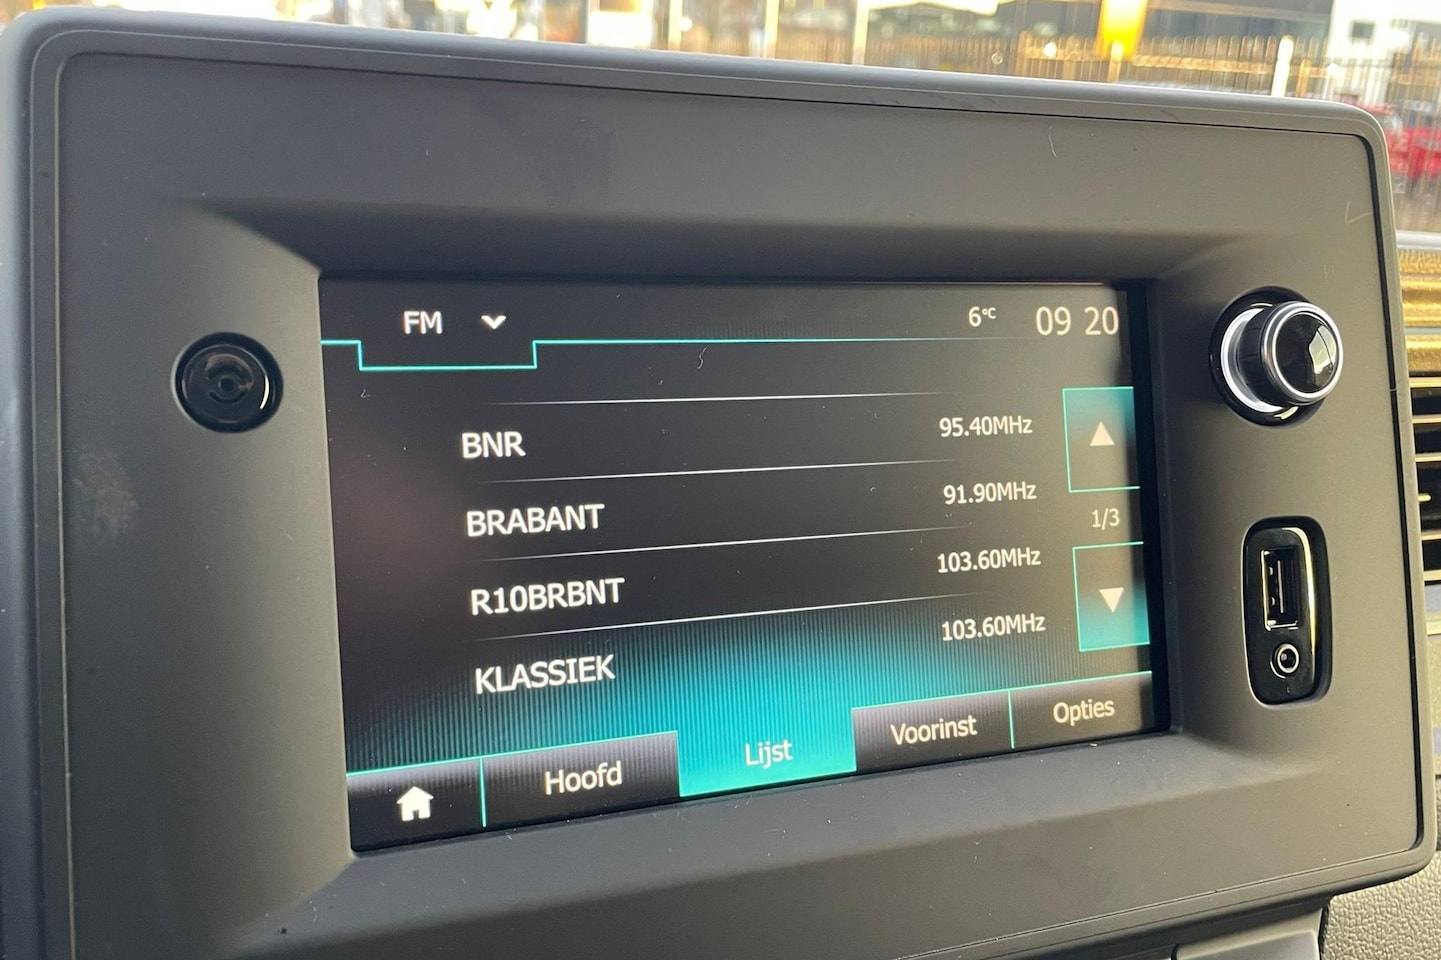 FM
6°C 09 20
BNR 95.40MHz
BRABANT 91.90MHz
R10BRBNT 103.60MHz
KLASSIEK 103.60MHz
1/3
Hoofd Lijst Voorinst Opties